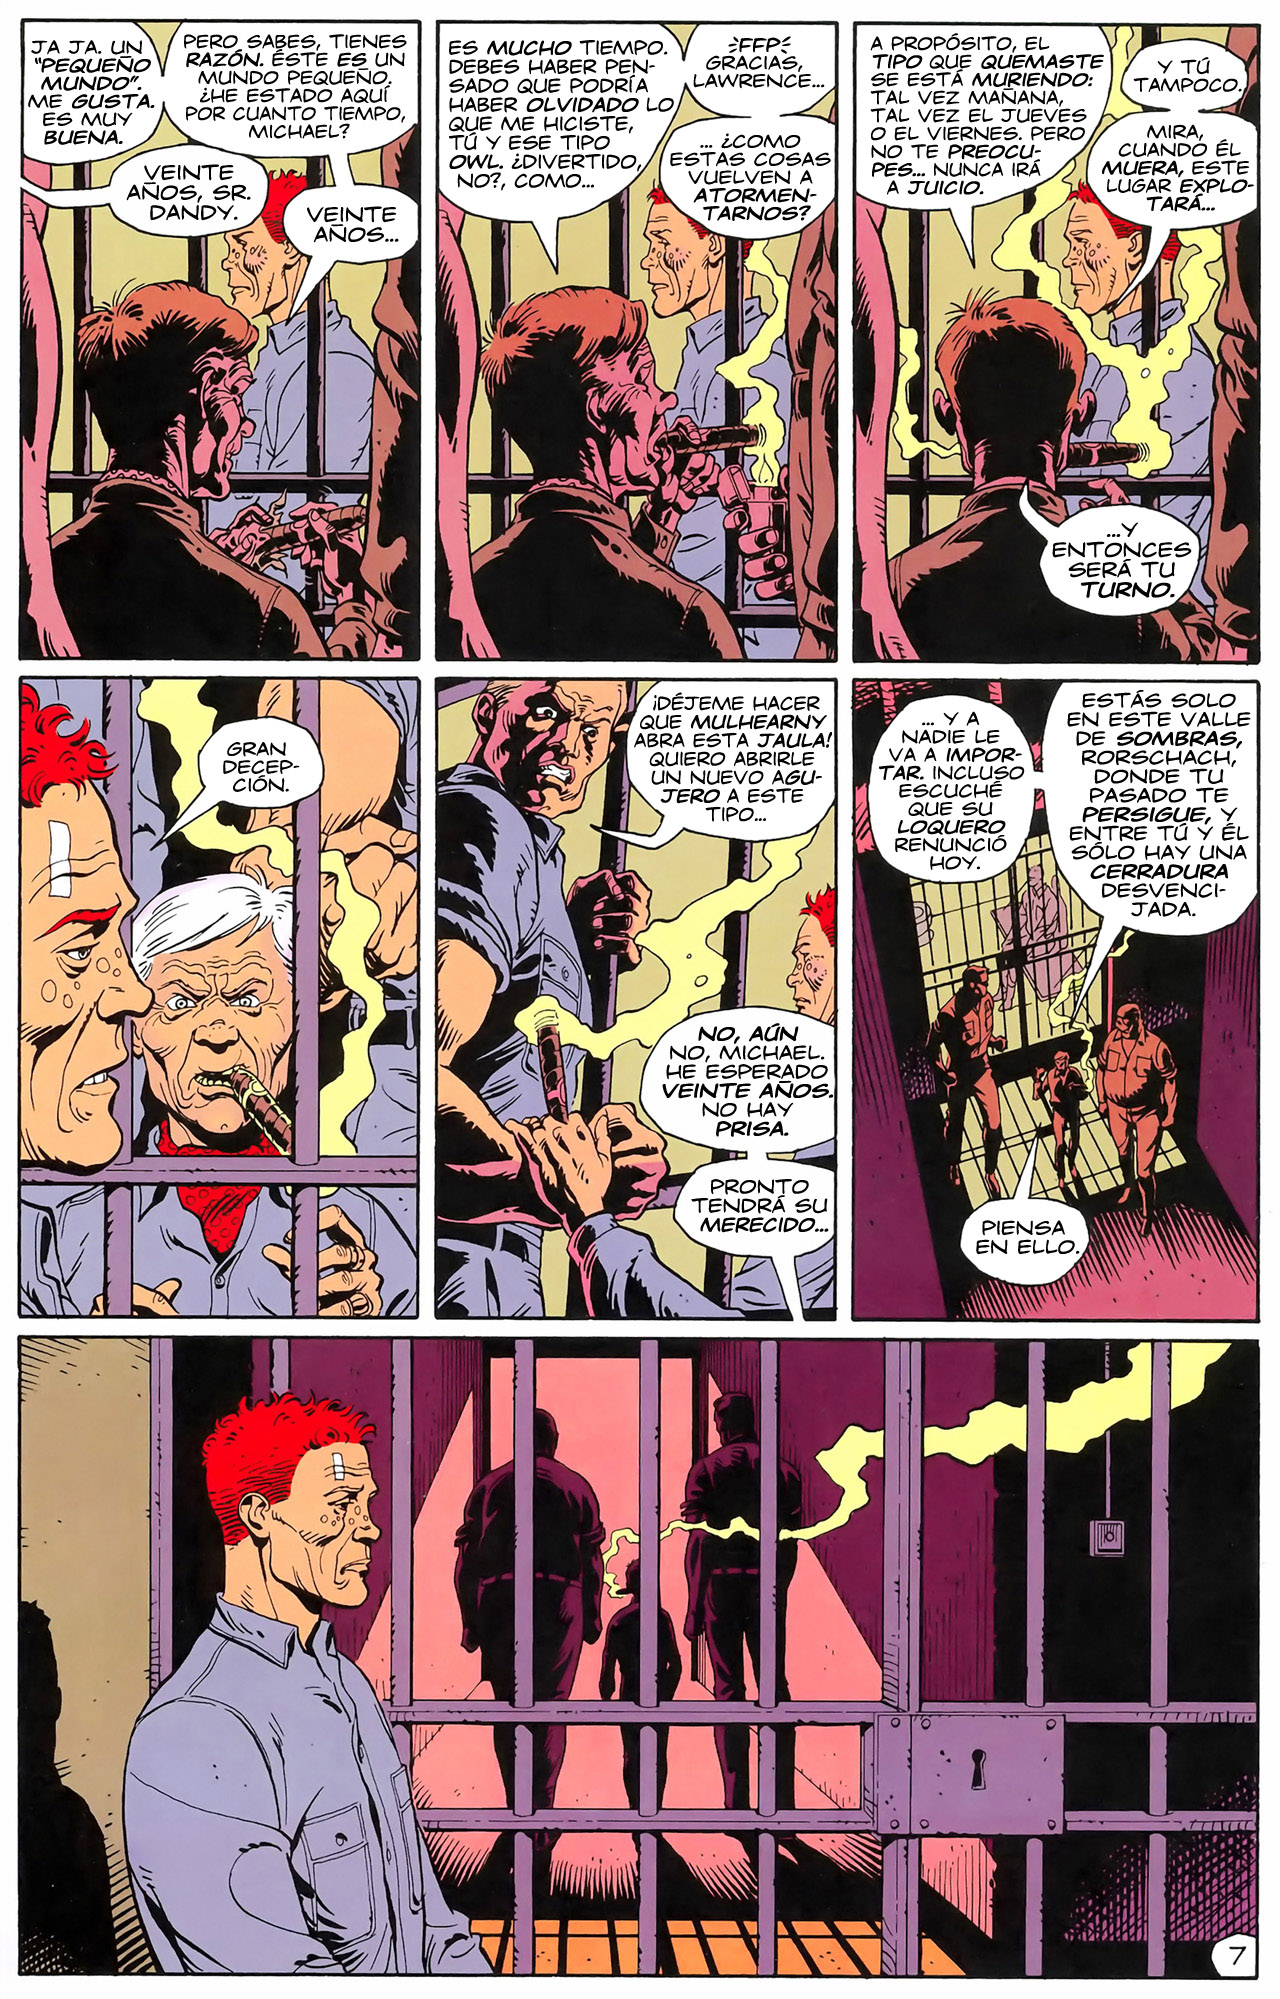 JA JA. UN
"PEQUEÑO
MUNDO".
ME GUSTA.
ES MUY
BUENA.
PERO SABES, TIENES
RAZÓN. ÉSTE ES UN
MUNDO PEQUEÑO.
¿HE ESTADO AQUÍ
POR CUANTO TIEMPO,
MICHAEL?
VEINTE
AÑOS, SR.
DANDY.
VEINTE
AÑOS...
ES MUCHO TIEMPO.
DEBES HABER PEN-
SADO QUE PODRÍA
HABER OLVIDADO LO
QUE ME HICISTE,
TÚ Y ESE TIPO
OWL. ¿DIVERTIDO,
NO?, COMO...
FFP
GRACIAS,
LAWRENCE...
... ¿COMO
ESTAS COSAS
VUELVEN A
ATORMEN-
TARNOS?
A PROPÓSITO, EL
TIPO QUE QUEMASTE
SE ESTÁ MURIENDO:
TAL VEZ MAÑANA,
TAL VEZ EL JUEVES
O EL VIERNES. PERO
NO TE PREOCU-
PES... NUNCA IRÁ
A JUICIO.
Y TÚ
TAMPOCO.
MIRA,
CUANDO ÉL
MUERA, ESTE
LUGAR EXPLO-
TARÁ...
...Y
ENTONCES
SERÁ TU
TURNO.
GRAN
DECEP-
CIÓN.
¡DÉJEME HACER
QUE MULHEARNY
ABRA ESTA JAULA!
QUIERO ABRIRLE
UN NUEVO AGU-
JERO A ESTE
TIPO...
NO, AÚN
NO, MICHAEL.
HE ESPERADO
VEINTE AÑOS.
NO HAY
PRISA.
PRONTO
TENDRÁ SU
MERECIDO...
... Y A
NADIE LE
VA A IMPOR-
TAR. INCLUSO
ESCUCHÉ
QUE SU
LOQUERO
RENUNCIÓ
HOY.
ESTÁS SOLO
EN ESTE VALLE
DE SOMBRAS,
RORSCHACH,
DONDE TU
PASADO TE
PERSIGUE, Y
ENTRE TÚ Y ÉL
SÓLO HAY UNA
CERRADURA
DESVENCI-
JADA.
PIENSA
EN ELLO.
7